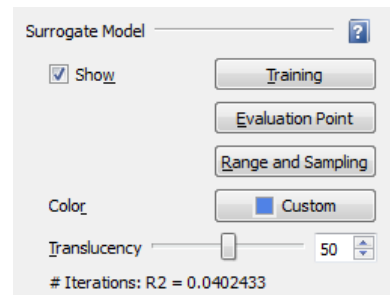 Surrogate Model ?
Show Training
Evaluation Point
Range and Sampling
Color Custom
Translucency 50
# Iterations: R2 = 0.0402433